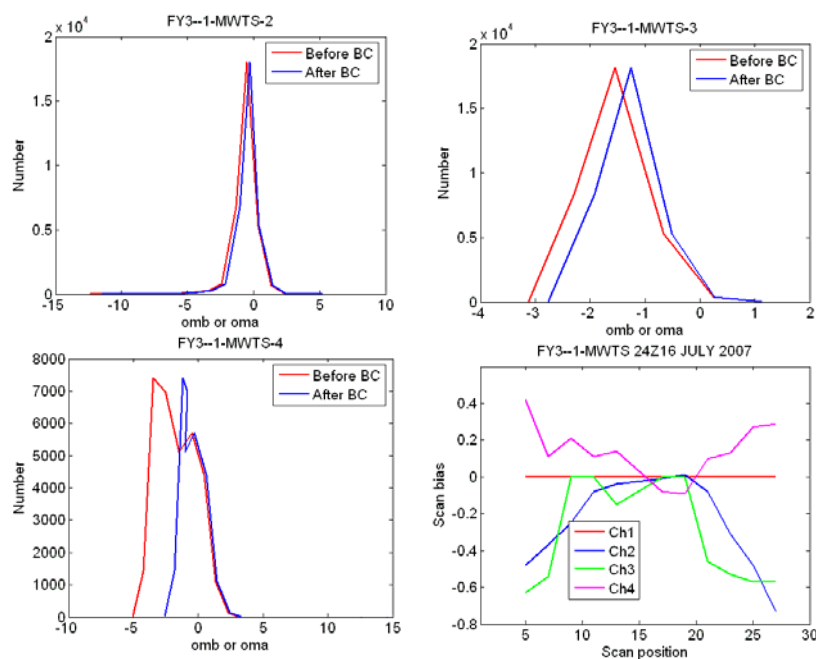 FY3--1-MWTS-2
2 x 10^4
1.5
1
0.5
0
Number
-15 -10 -5 0 5 10
omb or oma
Before BC
After BC
FY3--1-MWTS-3
2 x 10^4
1.5
1
0.5
0
Number
-4 -3 -2 -1 0 1 2
omb or oma
Before BC
After BC
FY3--1-MWTS-4
8000
7000
6000
5000
4000
3000
2000
1000
0
Number
-10 -5 0 5 10 15
omb or oma
Before BC
After BC
FY3--1-MWTS 24Z16 JULY 2007
0.4
0.2
0
-0.2
-0.4
-0.6
-0.8
Scan bias
5 10 15 20 25 30
Scan position
Ch1
Ch2
Ch3
Ch4